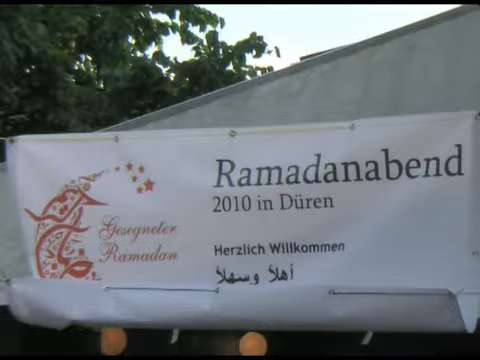 Ramadanabend
2010 in Düren
Gesegneter
Ramadan
Herzlich Willkommen
أهلاً وسهلاً